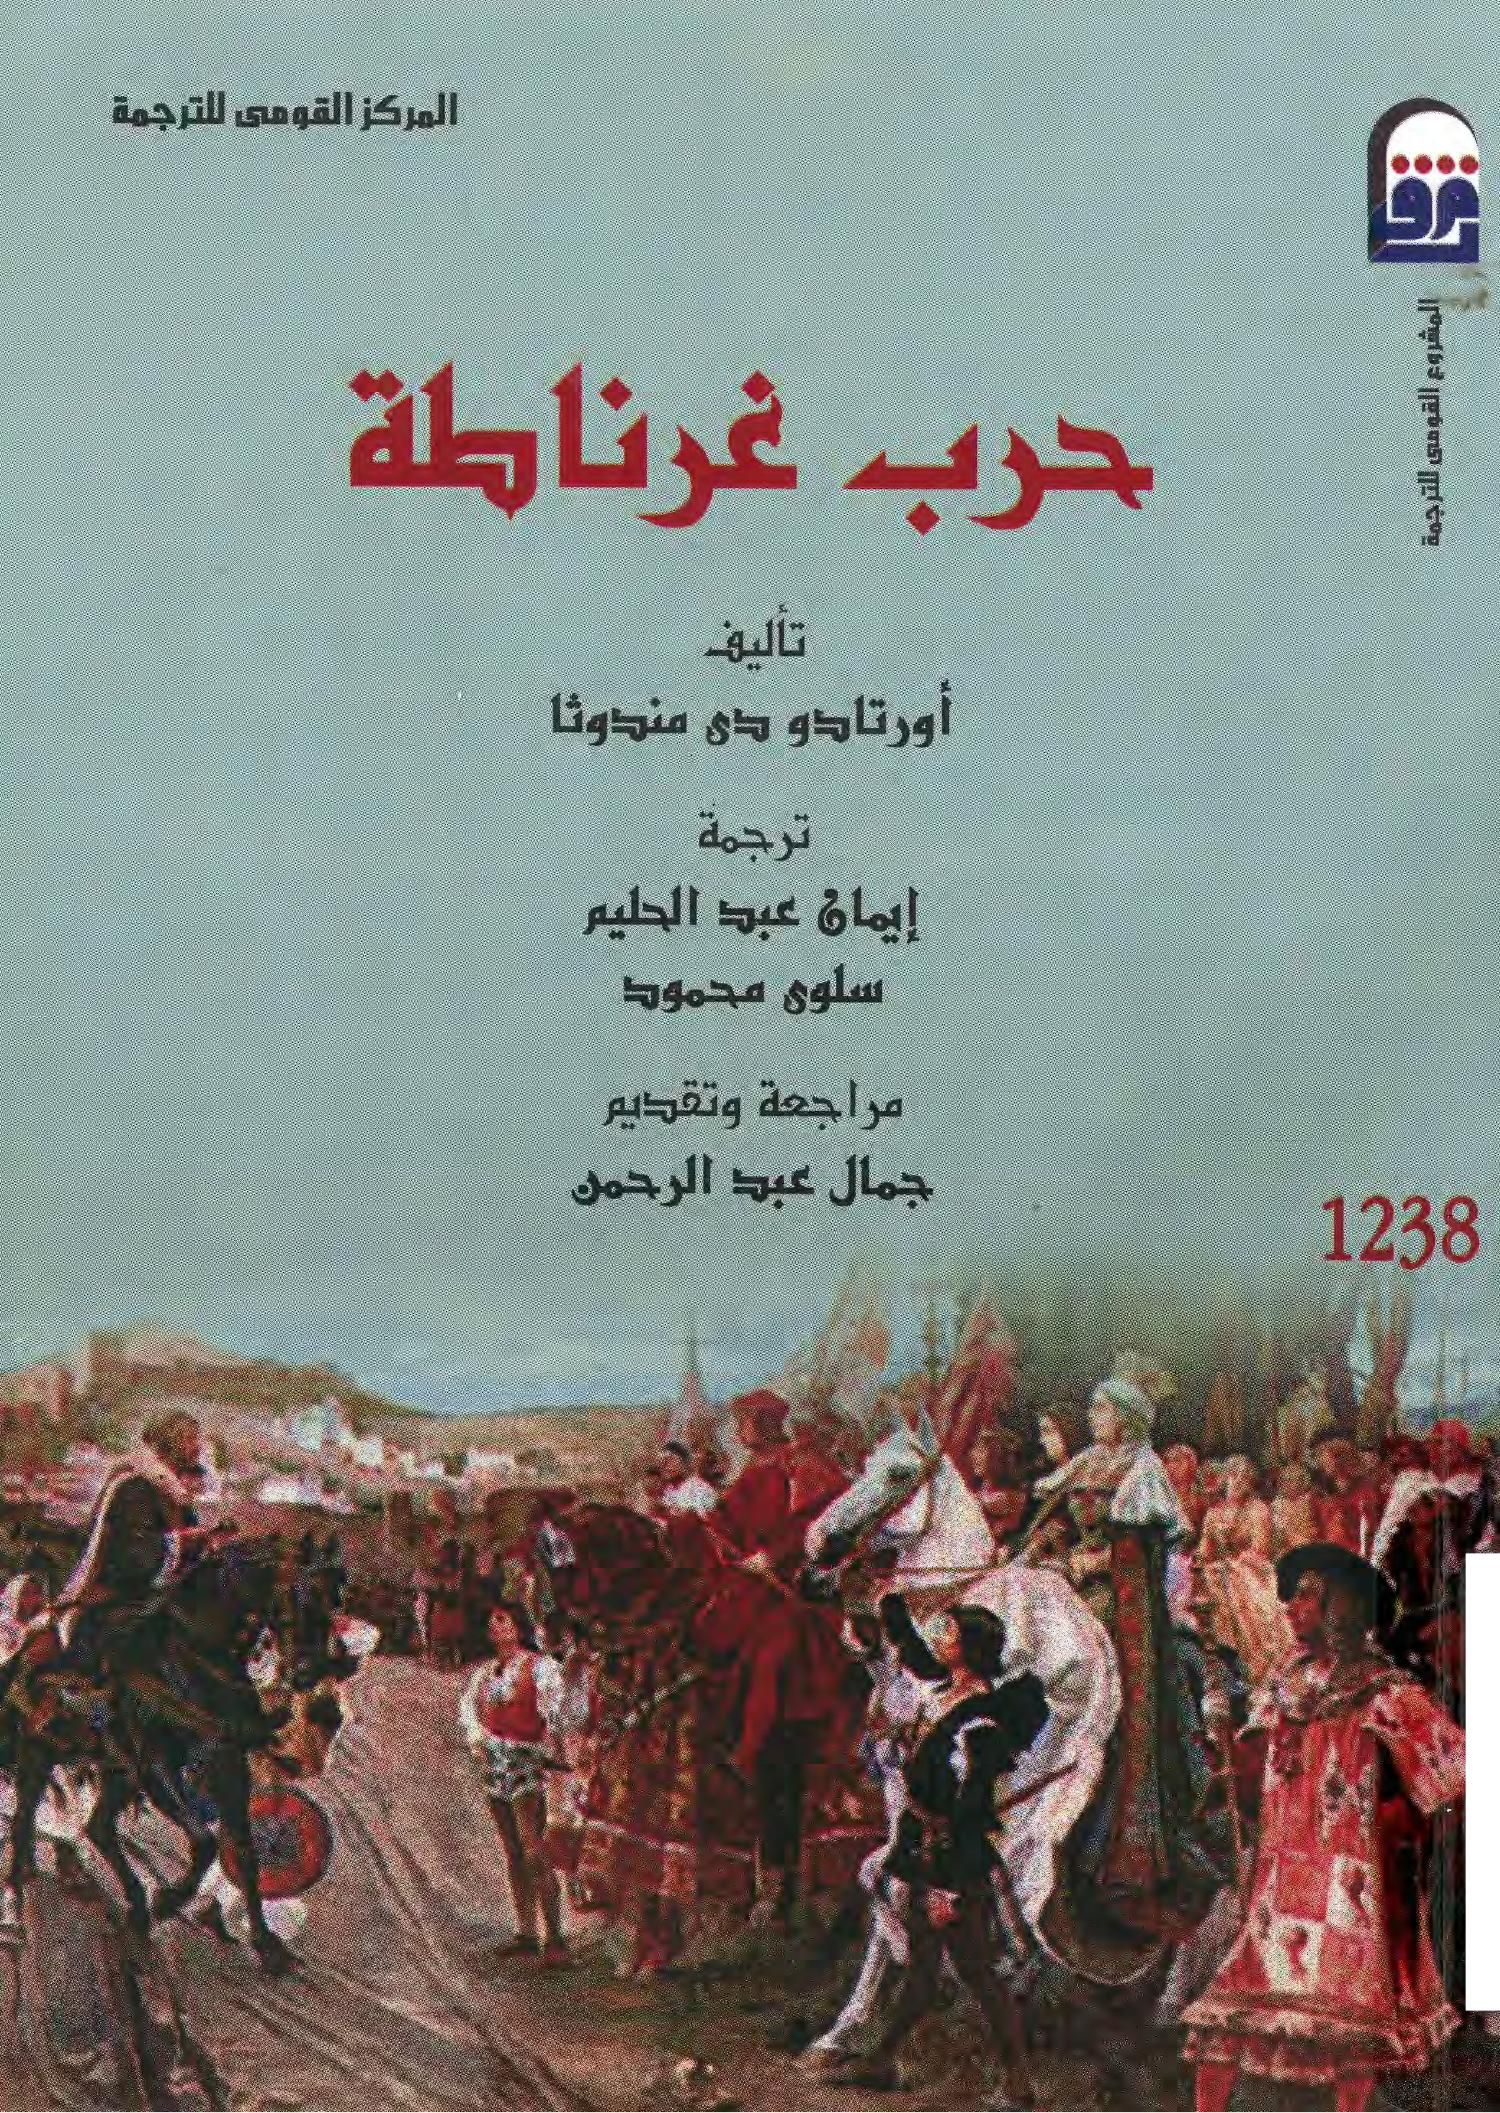 المركز القومى للترجمة
المشروع القومى للترجمة
حرب غرناطة
تأليف
أورتادو دى مندوثا
ترجمة
إيمان عبد الحليم
سلوى محمود
مراجعة وتقديم
جمال عبد الرحمن
1238